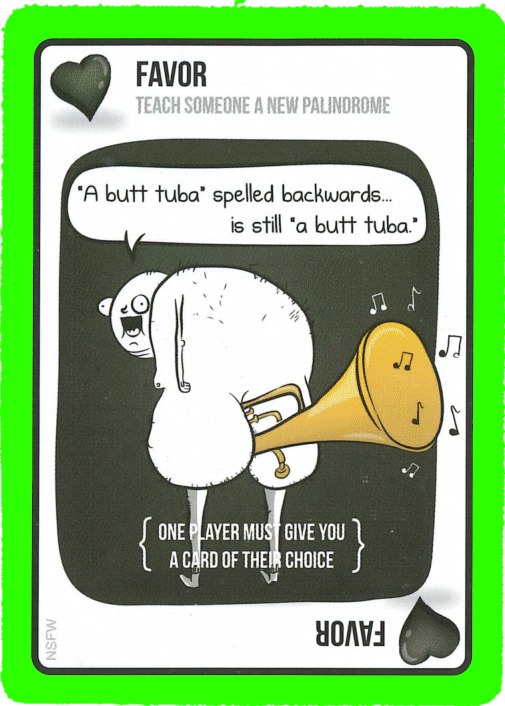 FAVOR
TEACH SOMEONE A NEW PALINDROME
"A butt tuba" spelled backwards...
is still "a butt tuba."
{ ONE PLAYER MUST GIVE YOU
A CARD OF THEIR CHOICE }
FAVOR
NSFW